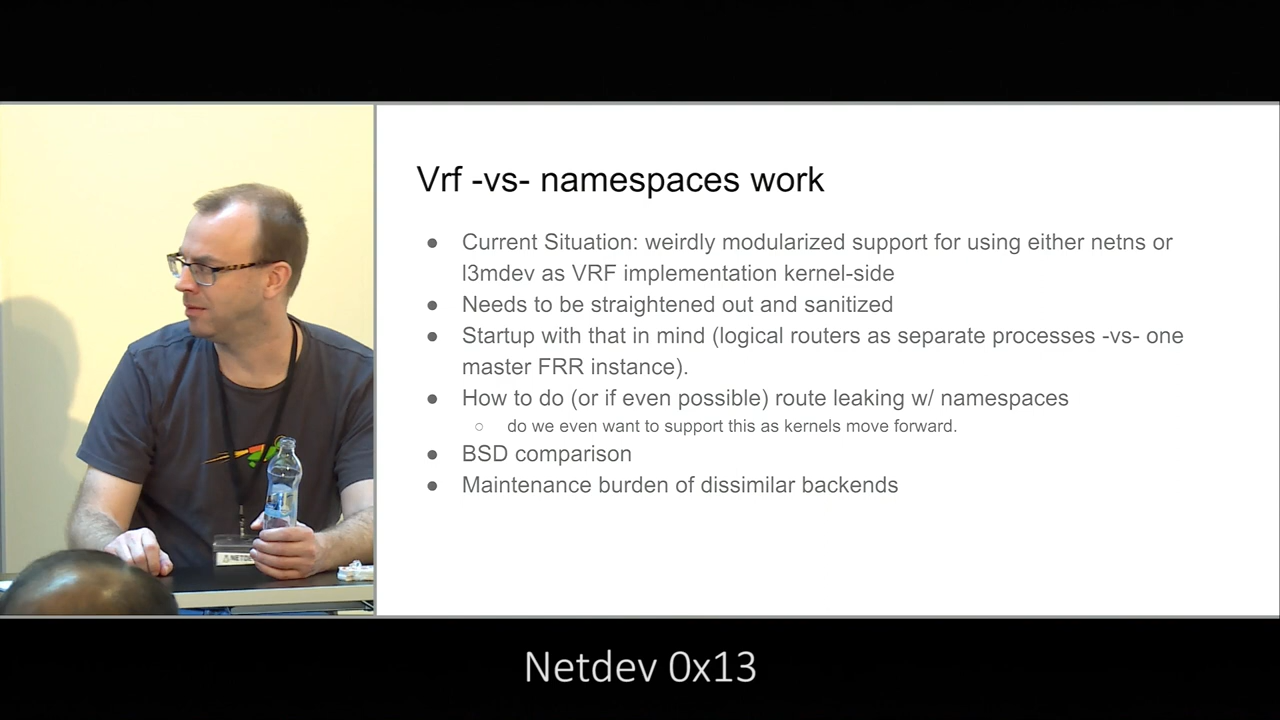 Vrf -vs- namespaces work
● Current Situation: weirdly modularized support for using either netns or
l3mdev as VRF implementation kernel-side
● Needs to be straightened out and sanitized
● Startup with that in mind (logical routers as separate processes -vs- one
master FRR instance).
● How to do (or if even possible) route leaking w/ namespaces
○ do we even want to support this as kernels move forward.
● BSD comparison
● Maintenance burden of dissimilar backends
NETDE
Netdev 0x13